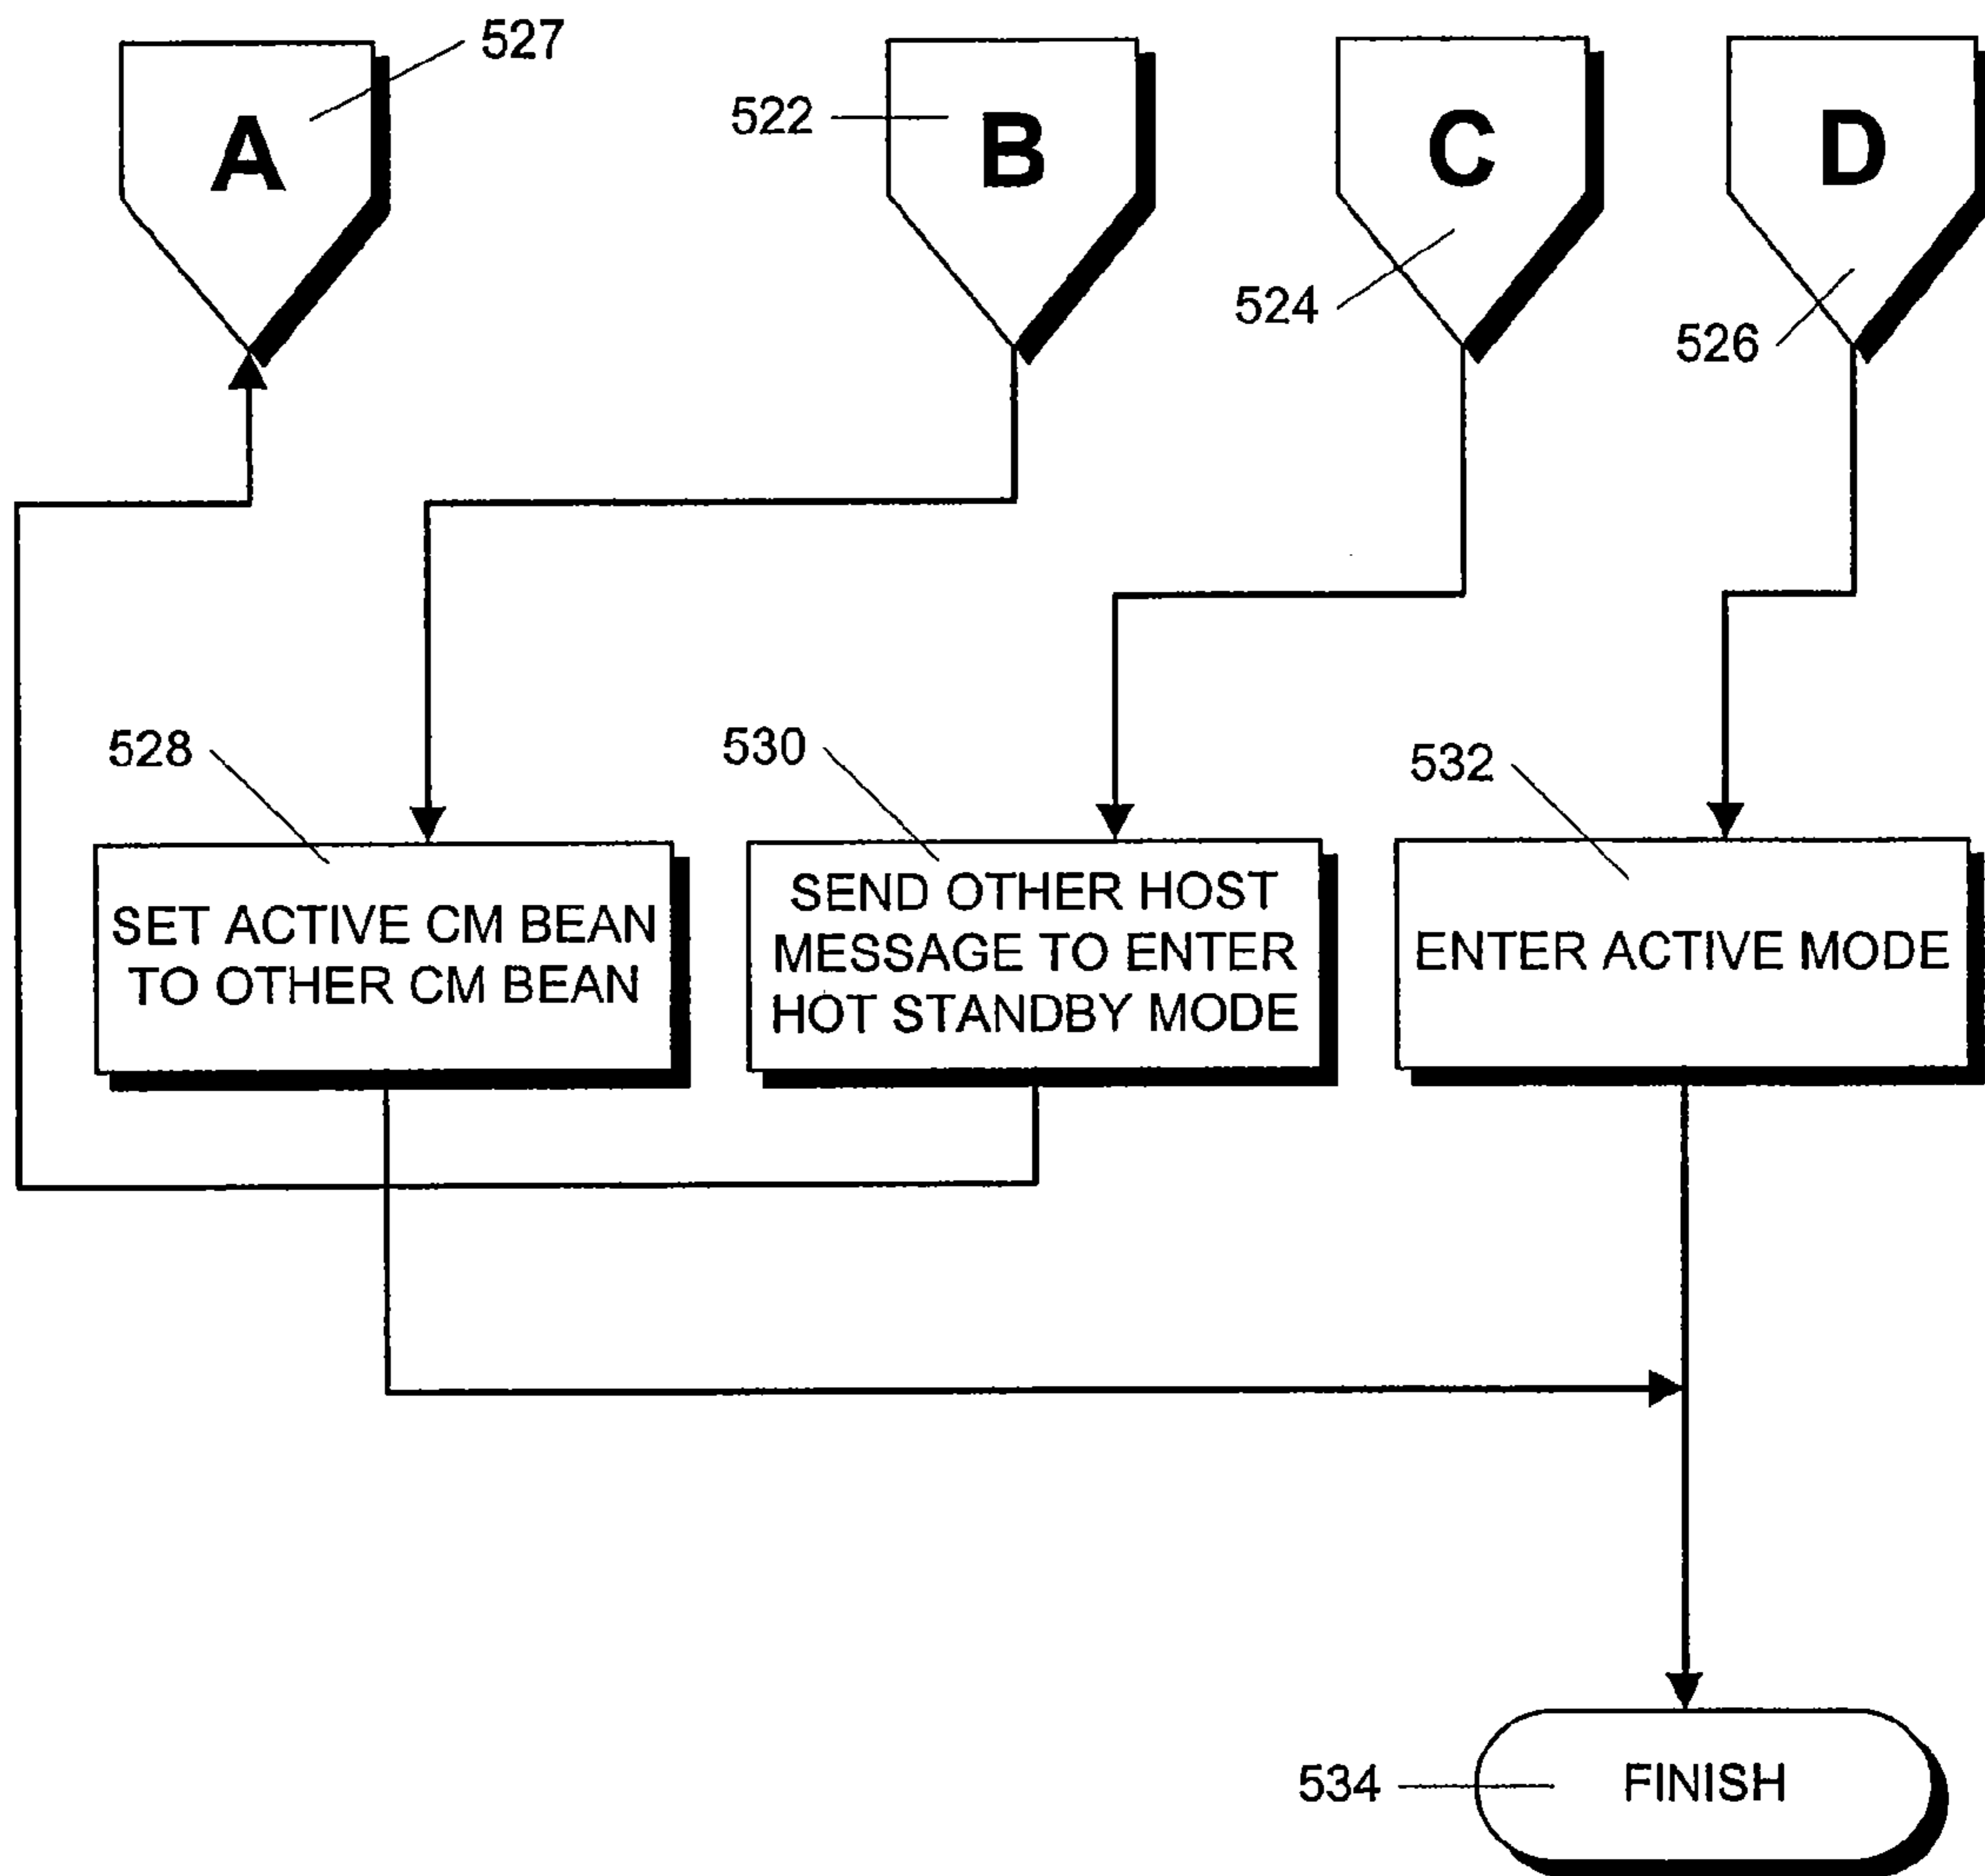 527
A
522
B
C
524
D
526
528
SET ACTIVE CM BEAN
TO OTHER CM BEAN
530
SEND OTHER HOST
MESSAGE TO ENTER
HOT STANDBY MODE
532
ENTER ACTIVE MODE
534
FINISH